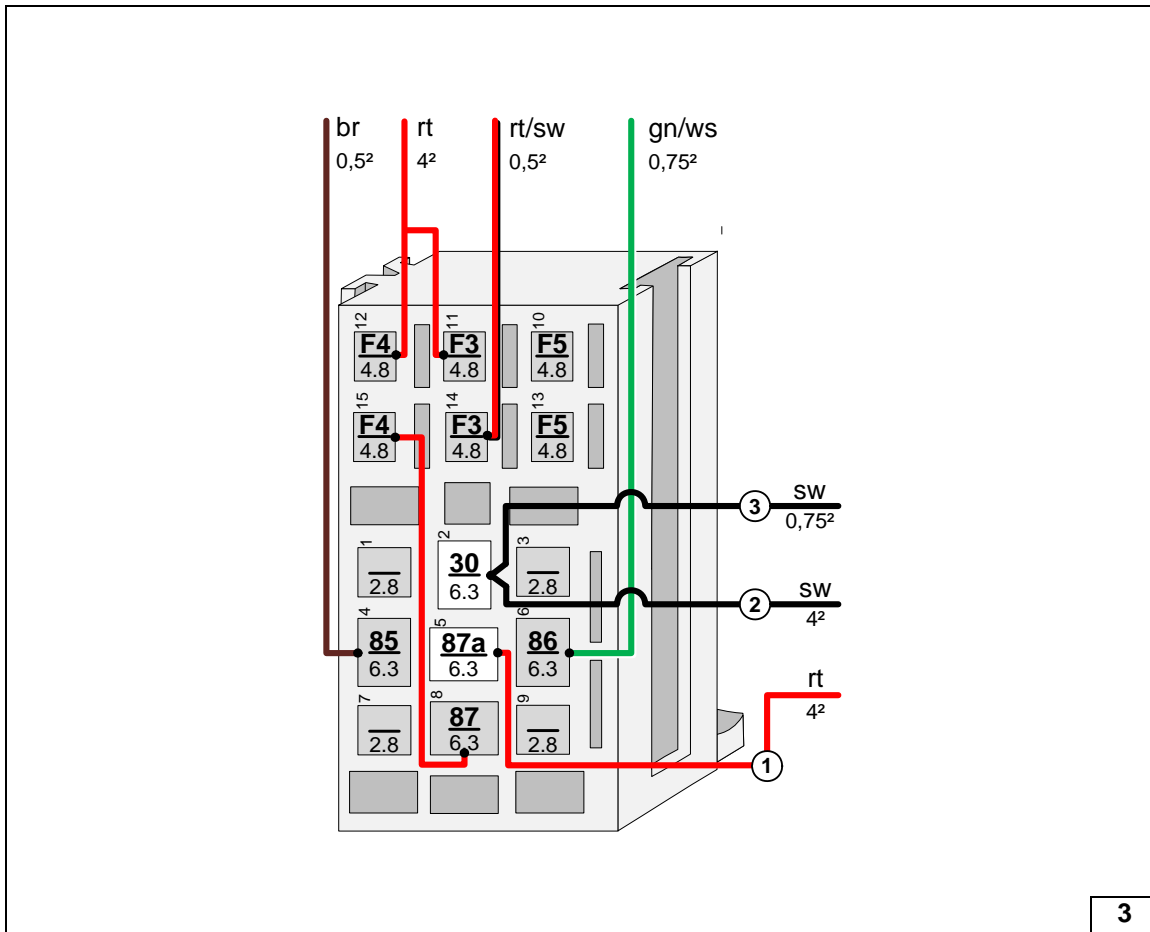 br rt rt/sw gn/ws
0,5² 4² 0,5² 0,75²
12 11 10
F4 F3 F5
4.8 4.8 4.8
15 14 13
F4 F3 F5
4.8 4.8 4.8
3 sw
0,75²
1 2 3
30
2.8 6.3 2.8
2 sw
4²
4 5 6
85 87a 86
6.3 6.3 6.3
rt
4²
7 8 9
87
2.8 6.3 2.8
1
3